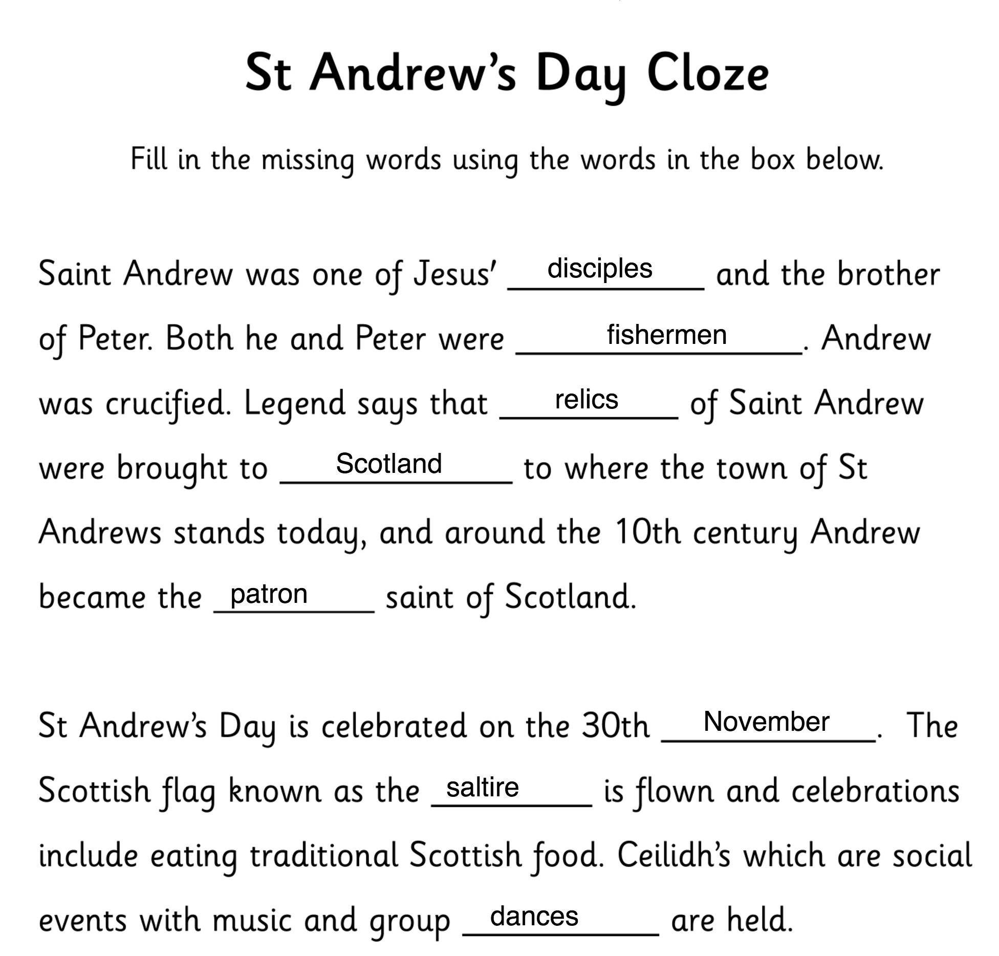 St Andrew’s Day Cloze
Fill in the missing words using the words in the box below.
Saint Andrew was one of Jesus' disciples and the brother
of Peter. Both he and Peter were fishermen. Andrew
was crucified. Legend says that relics of Saint Andrew
were brought to Scotland to where the town of St
Andrews stands today, and around the 10th century Andrew
became the patron saint of Scotland.
St Andrew’s Day is celebrated on the 30th November. The
Scottish flag known as the saltire is flown and celebrations
include eating traditional Scottish food. Ceilidh’s which are social
events with music and group dances are held.